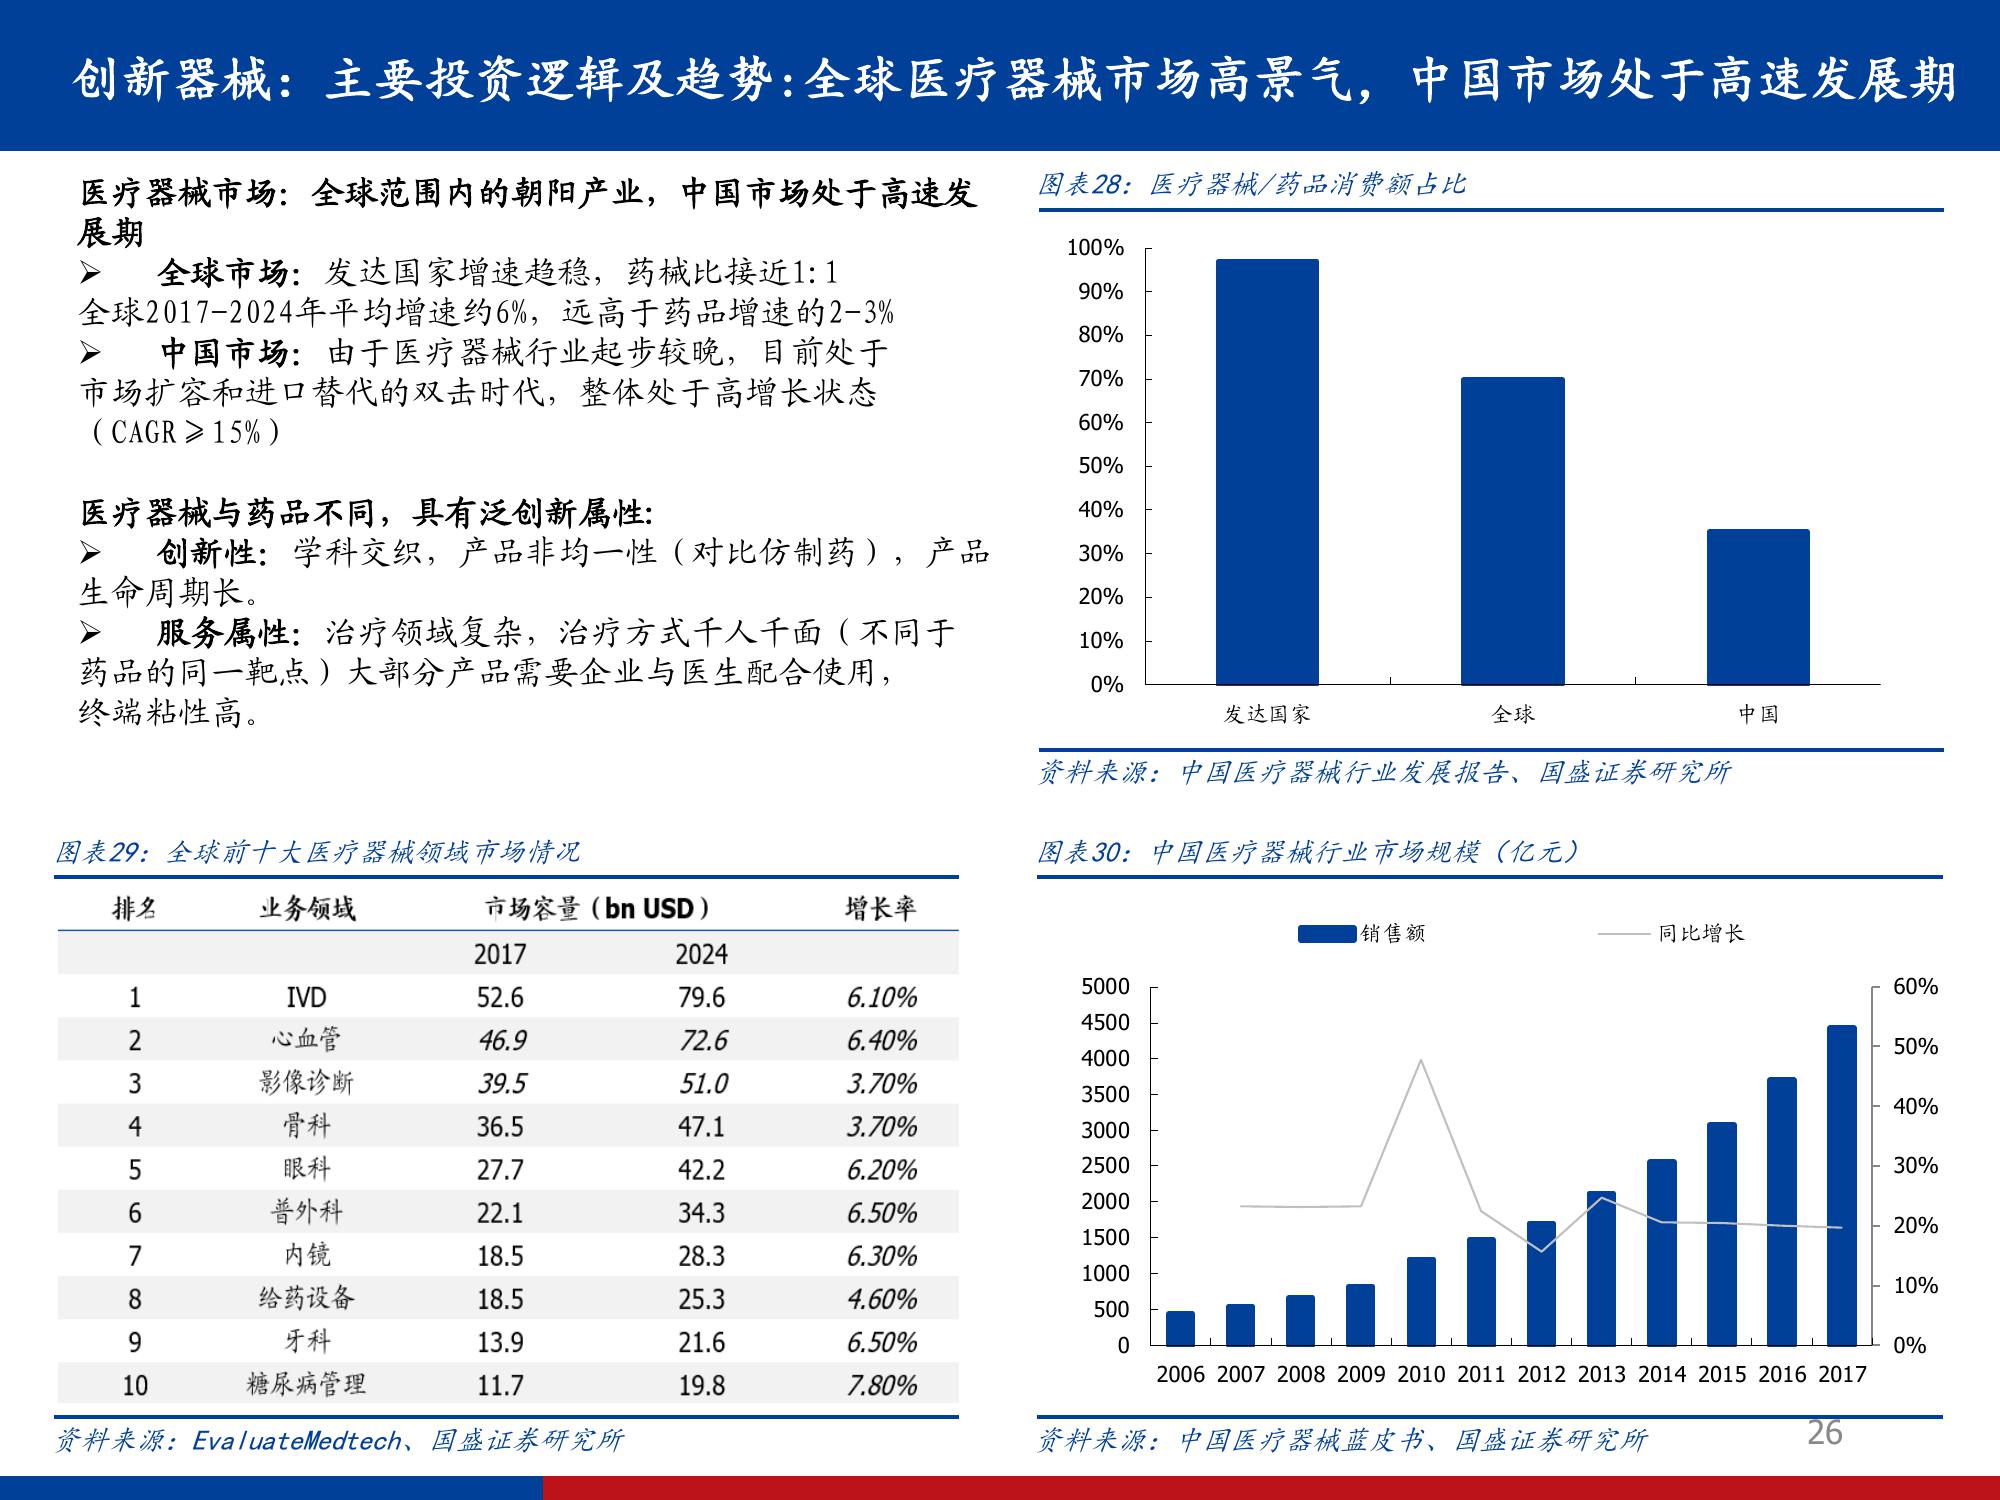 创新器械：主要投资逻辑及趋势:全球医疗器械市场高景气，中国市场处于高速发展期
医疗器械市场：全球范围内的朝阳产业，中国市场处于高速发
展期
➢ 全球市场：发达国家增速趋稳，药械比接近1:1
全球2017-2024年平均增速约6%，远高于药品增速的2-3%
➢ 中国市场：由于医疗器械行业起步较晚，目前处于
市场扩容和进口替代的双击时代，整体处于高增长状态
（CAGR≥15%）
医疗器械与药品不同，具有泛创新属性:
➢ 创新性：学科交织，产品非均一性（对比仿制药），产品
生命周期长。
➢ 服务属性：治疗领域复杂，治疗方式千人千面（不同于
药品的同一靶点）大部分产品需要企业与医生配合使用，
终端粘性高。
图表28：医疗器械/药品消费额占比
100%
90%
80%
70%
60%
50%
40%
30%
20%
10%
0%
发达国家 全球 中国
资料来源：中国医疗器械行业发展报告、国盛证券研究所
图表29：全球前十大医疗器械领域市场情况
排名 业务领域 市场容量（bn USD） 增长率
2017 2024
1 IVD 52.6 79.6 6.10%
2 心血管 46.9 72.6 6.40%
3 影像诊断 39.5 51.0 3.70%
4 骨科 36.5 47.1 3.70%
5 眼科 27.7 42.2 6.20%
6 普外科 22.1 34.3 6.50%
7 内镜 18.5 28.3 6.30%
8 给药设备 18.5 25.3 4.60%
9 牙科 13.9 21.6 6.50%
10 糖尿病管理 11.7 19.8 7.80%
资料来源：EvaluateMedtech、国盛证券研究所
图表30：中国医疗器械行业市场规模（亿元）
销售额 同比增长
5000
4500
4000
3500
3000
2500
2000
1500
1000
500
0
60%
50%
40%
30%
20%
10%
0%
2006 2007 2008 2009 2010 2011 2012 2013 2014 2015 2016 2017
资料来源：中国医疗器械蓝皮书、国盛证券研究所
26